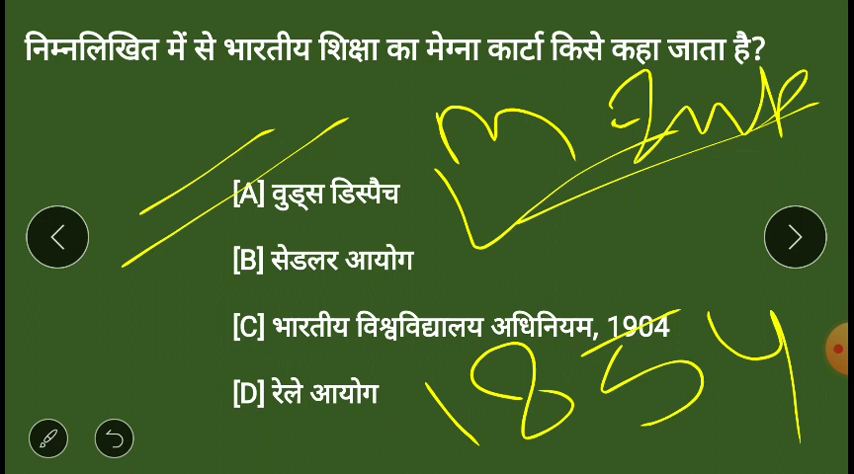 निम्नलिखित में से भारतीय शिक्षा का मेग्ना कार्टा किसे कहा जाता है?
[A] वुड्स डिस्पैच
[B] सेडलर आयोग
[C] भारतीय विश्वविद्यालय अधिनियम, 1904
[D] रेले आयोग
1854